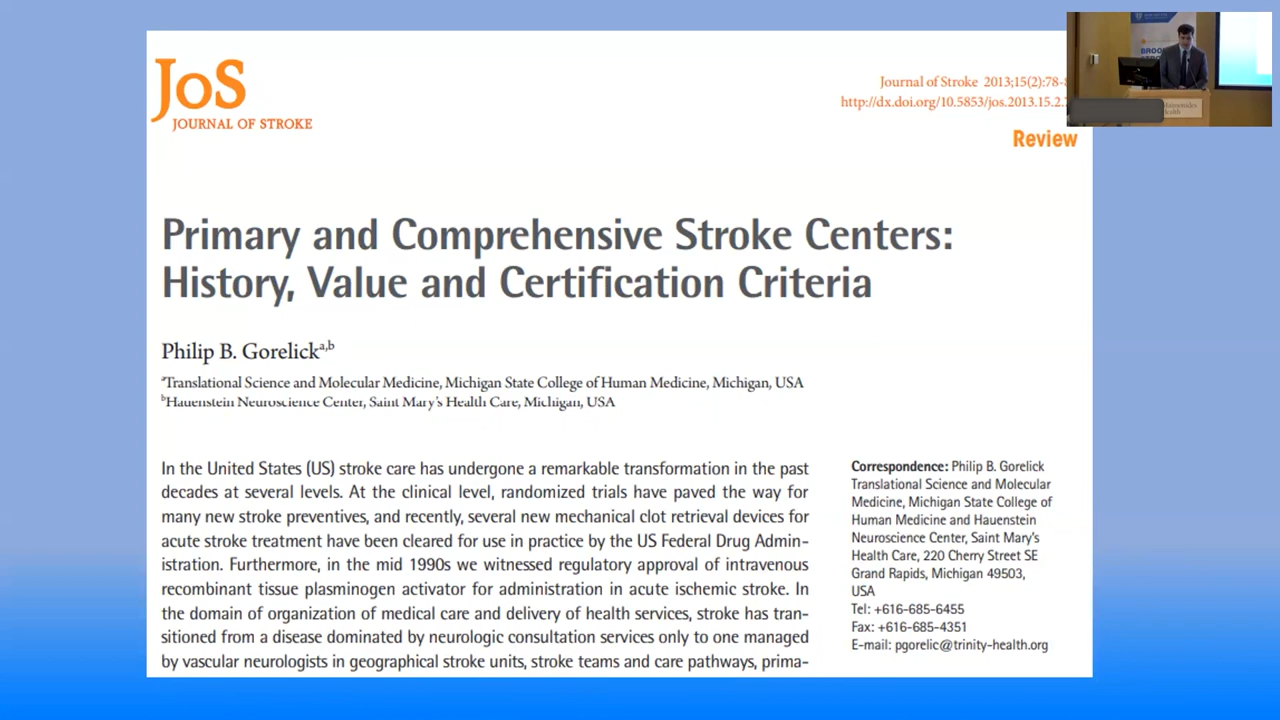 JoS
JOURNAL OF STROKE
Journal of Stroke 2013;15(2):78-
http://dx.doi.org/10.5853/jos.2013.15.2.
Review
Primary and Comprehensive Stroke Centers:
History, Value and Certification Criteria
Philip B. Gorelicka,b
aTranslational Science and Molecular Medicine, Michigan State College of Human Medicine, Michigan, USA
bHauenstein Neuroscience Center, Saint Mary's Health Care, Michigan, USA
In the United States (US) stroke care has undergone a remarkable transformation in the past
decades at several levels. At the clinical level, randomized trials have paved the way for
many new stroke preventives, and recently, several new mechanical clot retrieval devices for
acute stroke treatment have been cleared for use in practice by the US Federal Drug Admin-
istration. Furthermore, in the mid 1990s we witnessed regulatory approval of intravenous
recombinant tissue plasminogen activator for administration in acute ischemic stroke. In
the domain of organization of medical care and delivery of health services, stroke has tran-
sitioned from a disease dominated by neurologic consultation services only to one managed
by vascular neurologists in geographical stroke units, stroke teams and care pathways, prima-
Correspondence: Philip B. Gorelick
Translational Science and Molecular
Medicine, Michigan State College of
Human Medicine and Hauenstein
Neuroscience Center, Saint Mary's
Health Care, 220 Cherry Street SE
Grand Rapids, Michigan 49503,
USA
Tel: +616-685-6455
Fax: +616-685-4351
E-mail: pgorelic@trinity-health.org